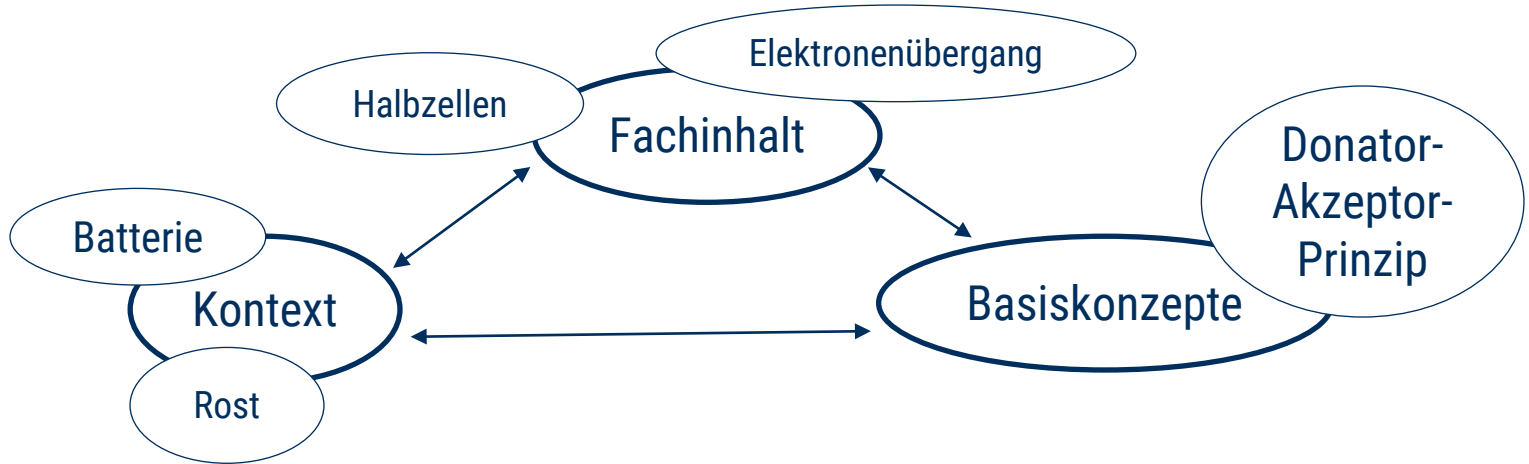 Elektronenübergang
Halbzellen
Fachinhalt
Donator-
Akzeptor-
Prinzip
Batterie
Kontext
Basiskonzepte
Rost